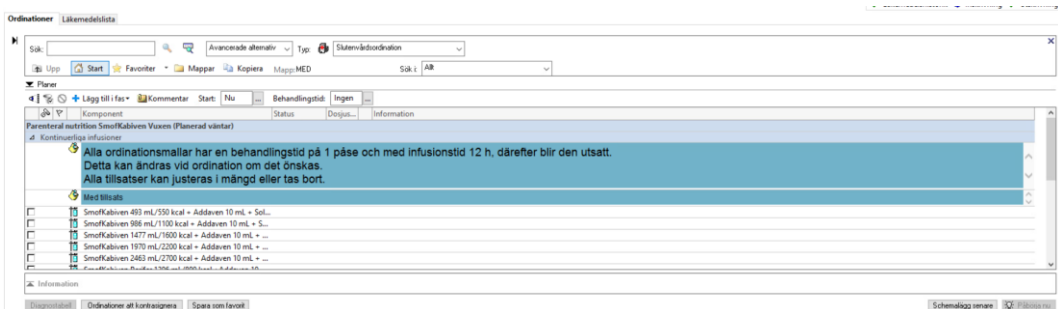 Ordinationer Läkemedelslista
Sök: Avancerade alternativ Typ: Slutenvårdsordination
Upp Start Favoriter Mappar Kopiera Mapp: MED Sök i: Allt
Planer
Lägg till i fas Kommentar Start: Nu ... Behandlingstid: Ingen ...
Komponent Status Dosjus... Information
Parenteral nutrition SmofKabiven Vuxen (Planerad väntar)
Kontinuerliga infusioner
Alla ordinationsmallar har en behandlingstid på 1 påse och med infusionstid 12 h, därefter blir den utsatt.
Detta kan ändras vid ordination om det önskas.
Alla tillsatser kan justeras i mängd eller tas bort.
Med tillsats
SmofKabiven 493 mL/550 kcal + Addaven 10 mL + Sol...
SmofKabiven 986 mL/1100 kcal + Addaven 10 mL + S...
SmofKabiven 1477 mL/1600 kcal + Addaven 10 mL + ...
SmofKabiven 1970 mL/2200 kcal + Addaven 10 mL + ...
SmofKabiven 2463 mL/2700 kcal + Addaven 10 mL + ...
Information
Diagnostabell Ordinationer att kontrasignera Spara som favorit Schemalägg senare Påbörja nu